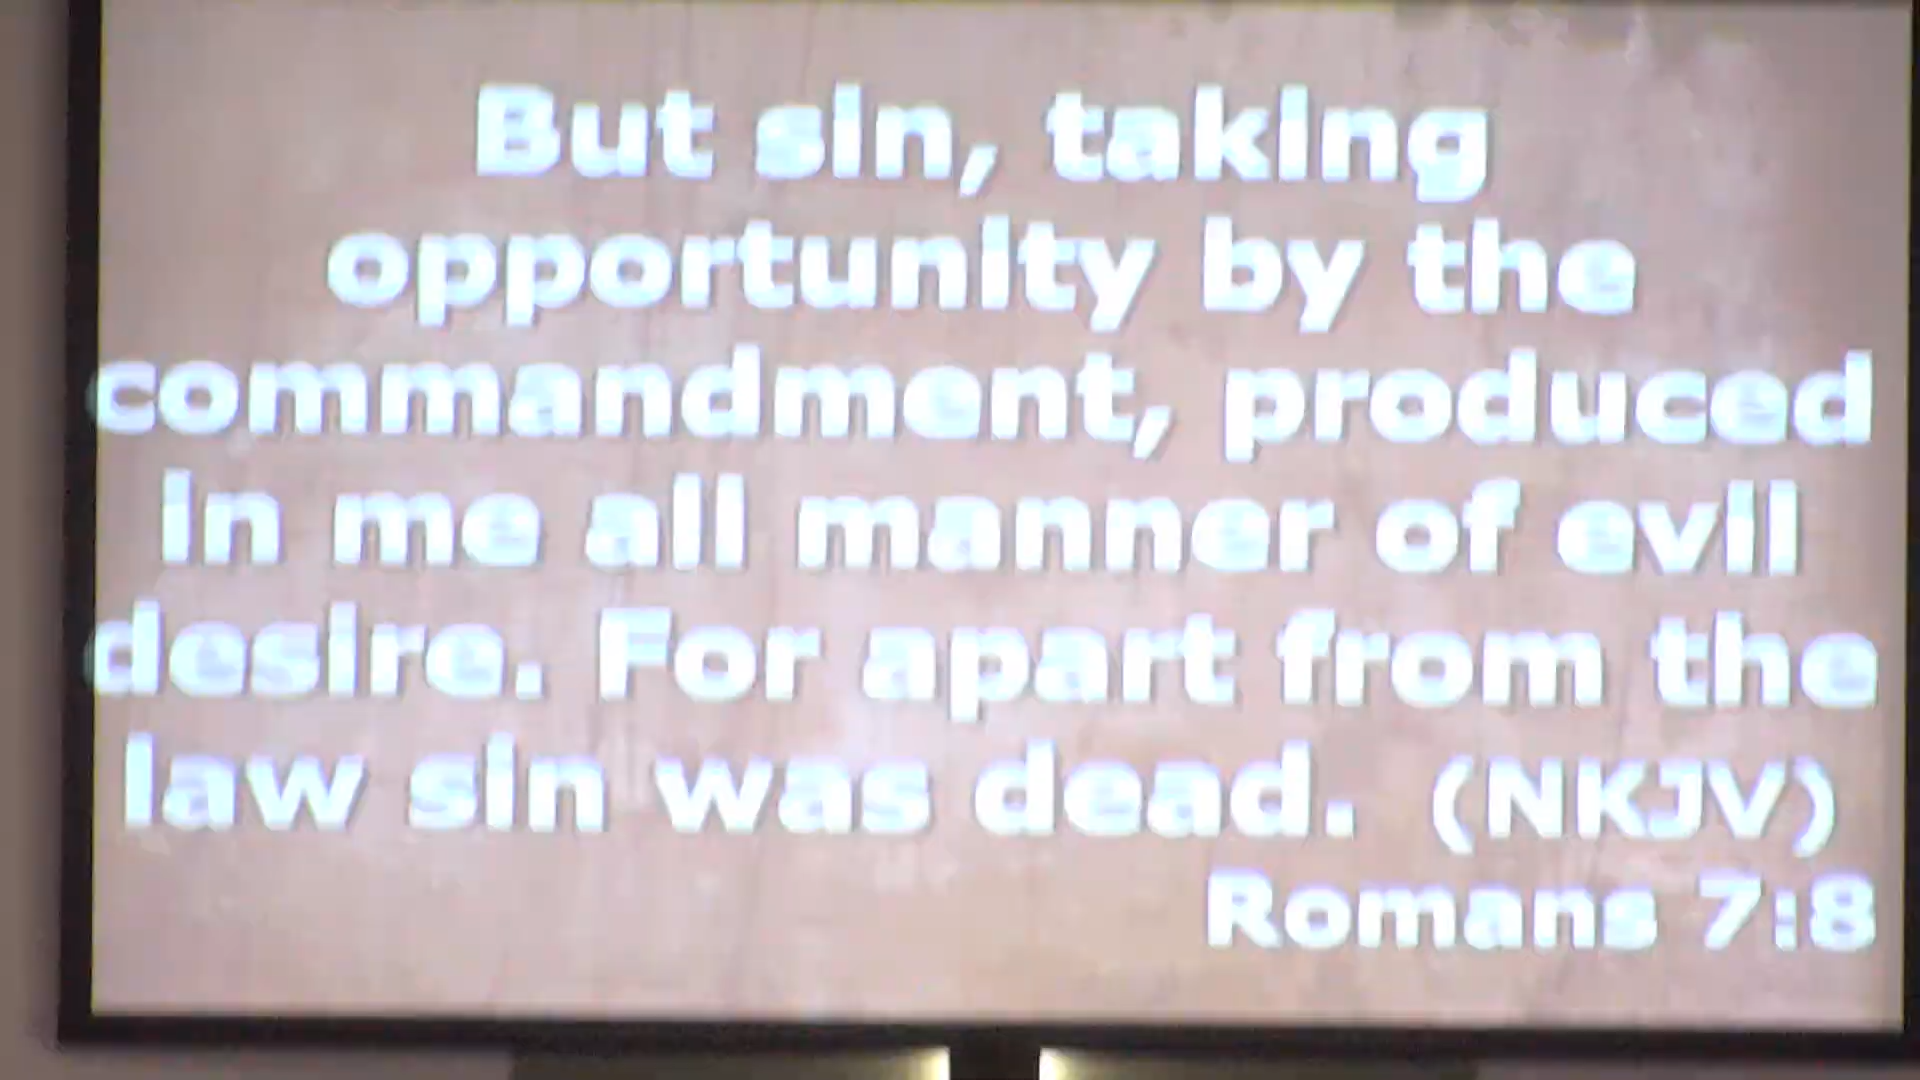 But sin, taking
opportunity by the
commandment, produced
in me all manner of evil
desire. For apart from the
law sin was dead. (NKJV)
Romans 7:8